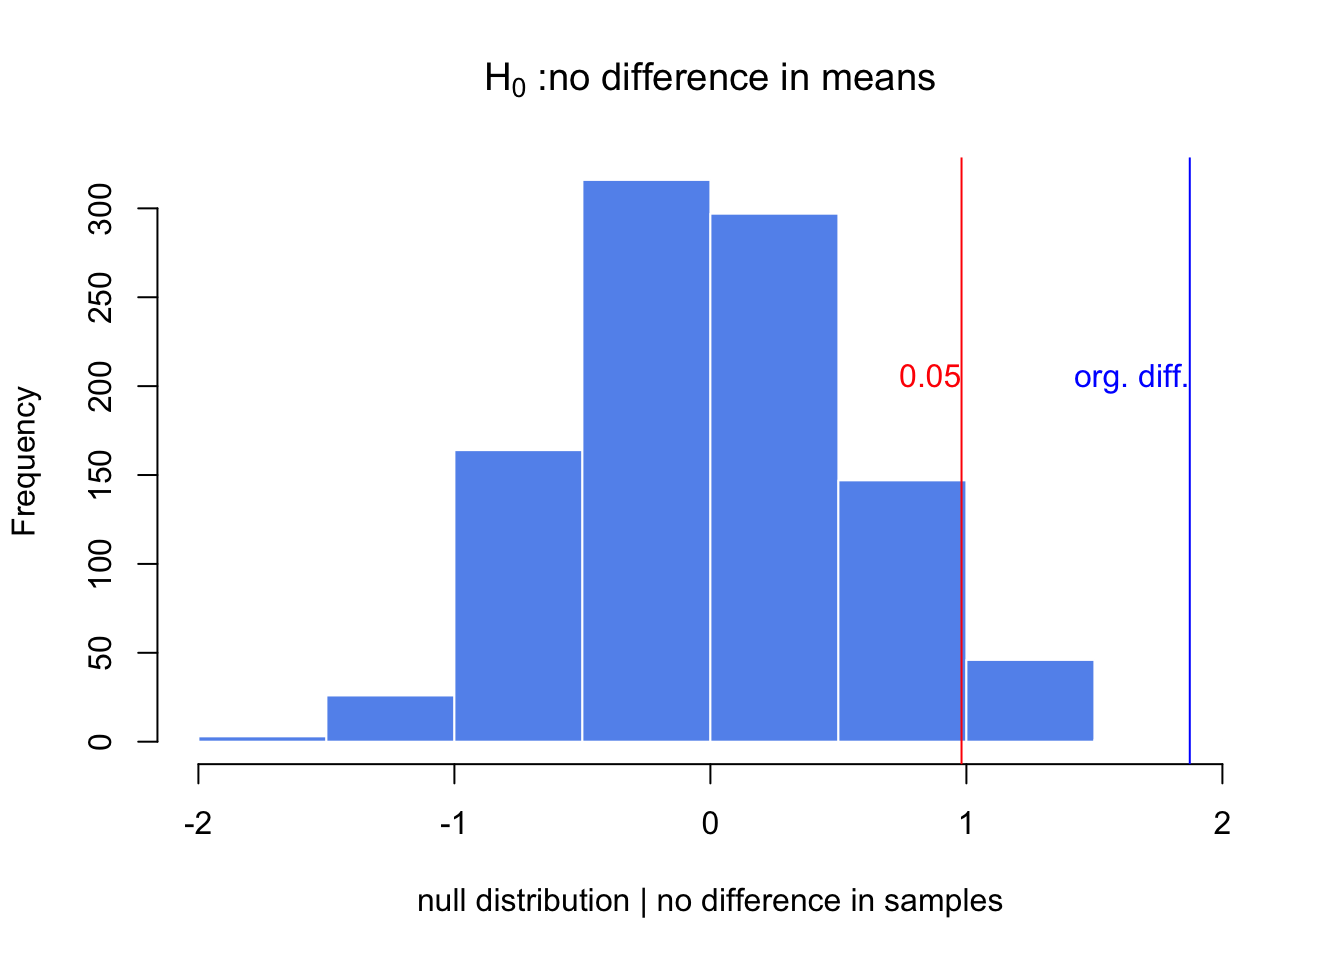 H₀ :no difference in means
300
250
200
150
100
50
0
Frequency
0.05
org. diff.
-2 -1 0 1 2
null distribution | no difference in samples